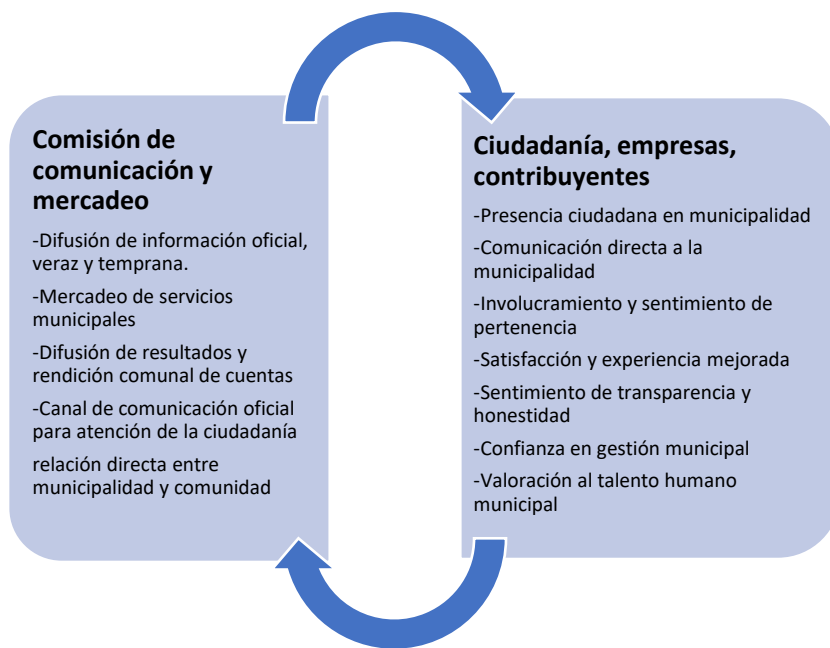 Comisión de
comunicación y
mercadeo
-Difusión de información oficial,
veraz y temprana.
-Mercadeo de servicios
municipales
-Difusión de resultados y
rendición comunal de cuentas
-Canal de comunicación oficial
para atención de la ciudadanía
relación directa entre
municipalidad y comunidad
Ciudadanía, empresas,
contribuyentes
-Presencia ciudadana en municipalidad
-Comunicación directa a la
municipalidad
-Involucramiento y sentimiento de
pertenencia
-Satisfacción y experiencia mejorada
-Sentimiento de transparencia y
honestidad
-Confianza en gestión municipal
-Valoración al talento humano
municipal